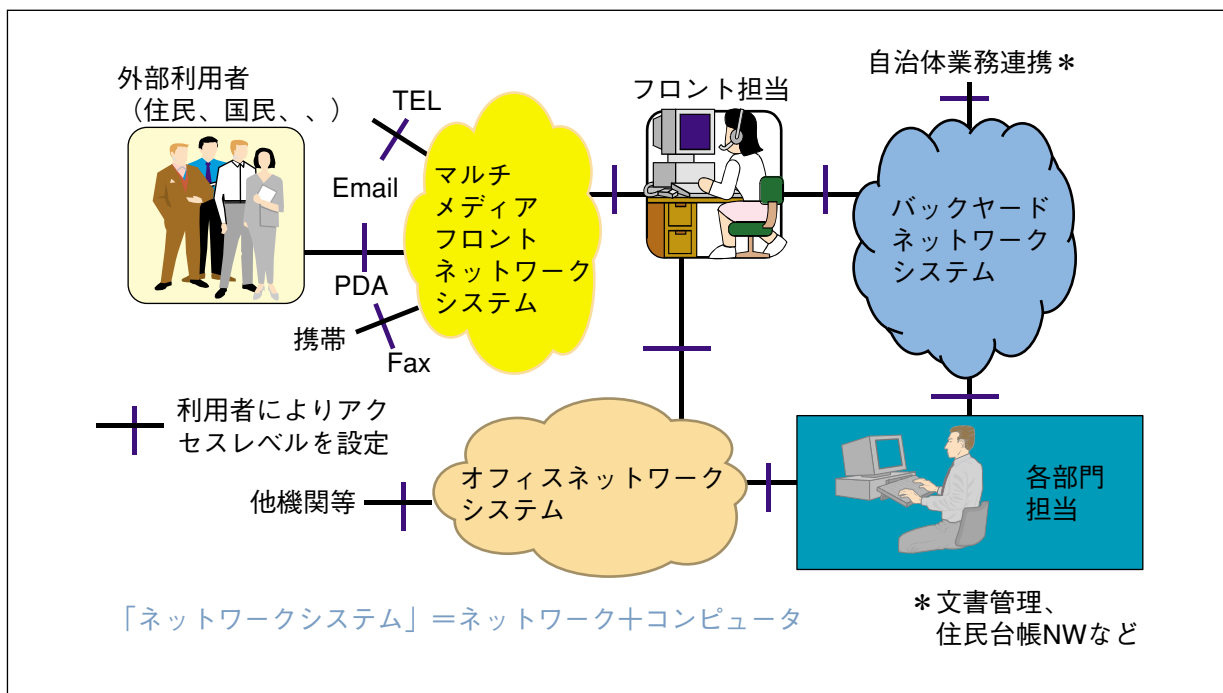 外部利用者
（住民、国民、、）
TEL
Email
PDA
携帯
Fax
マルチ
メディア
フロント
ネットワーク
システム
フロント担当
自治体業務連携＊
バックヤード
ネットワーク
システム
利用者によりアク
セスレベルを設定
他機関等
オフィスネットワーク
システム
各部門
担当
「ネットワークシステム」＝ネットワーク＋コンピュータ
＊文書管理、
住民台帳NWなど